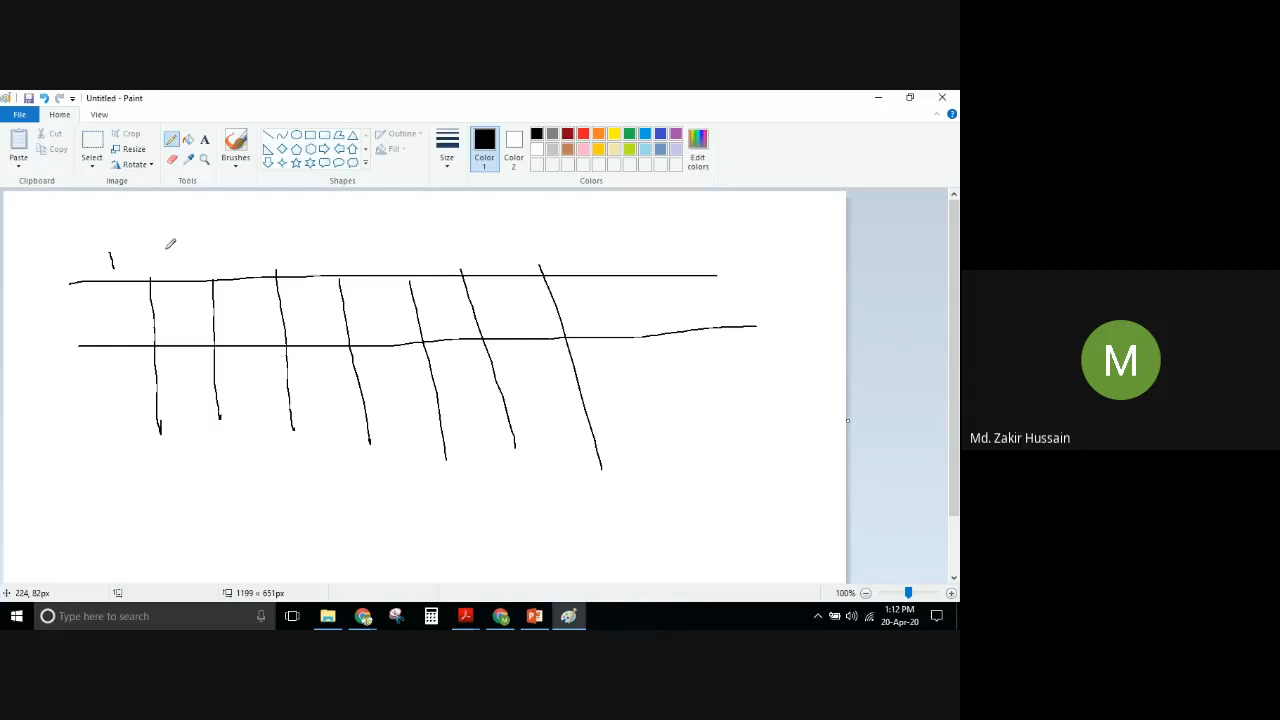 Untitled - Paint
File Home View
Paste
Cut
Copy
Clipboard
Select
Crop
Resize
Rotate
Image
A
Tools
Brushes
Outline
Fill
Shapes
Size
Color 1
Color 2
Edit colors
Colors
M
Md. Zakir Hussain
224, 82px
1199 × 651px
100%
Type here to search
1:12 PM
20-Apr-20